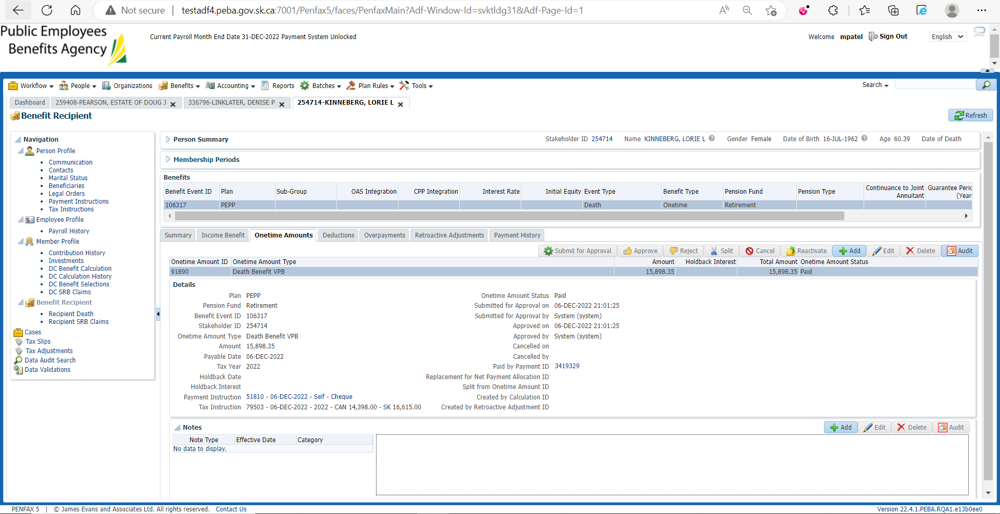 Not secure | testadf4.peba.gov.sk.ca:7001/Penfax5/faces/PenfaxMain?Adf-Window-Id=svktldg31&Adf-Page-Id=1
Public Employees
Benefits Agency
Current Payroll Month End Date 31-DEC-2022 Payment System Unlocked
Welcome mpatel Sign Out English
Workflow People Organizations Benefits Accounting Reports Batches Plan Rules Tools Search
Dashboard 259408-PEARSON, ESTATE OF DOUG J 336796-LINKLATER, DENISE P 254714-KINNEBERG, LORIE L
Benefit Recipient
Refresh
Navigation
Person Profile
Communication
Contacts
Marital Status
Beneficiaries
Legal Orders
Payment Instructions
Tax Instructions
Employee Profile
Payroll History
Member Profile
Contribution History
Investments
DC Benefit Calculation
DC Calculation History
DC Benefit Selections
DC SRB Claims
Benefit Recipient
Recipient Death
Recipient SRB Claims
Cases
Tax Slips
Tax Adjustments
Data Audit Search
Data Validations
Person Summary Stakeholder ID 254714 Name KINNEBERG, LORIE L Gender Female Date of Birth 16-JUL-1962 Age 60.39 Date of Death
Membership Periods
Benefits
Benefit Event ID Plan Sub-Group OAS Integration CPP Integration Interest Rate Initial Equity Event Type Benefit Type Pension Fund Pension Type Continuance to Joint Annuitant Guarantee Peric (Year
106317 PEPP Death Onetime Retirement
Summary Income Benefit Onetime Amounts Deductions Overpayments Retroactive Adjustments Payment History
Submit for Approval Approve Reject Split Cancel Reactivate Add Edit Delete Audit
Onetime Amount ID Onetime Amount Type Amount Holdback Interest Total Amount Onetime Amount Status
91890 Death Benefit VPB 15,898.35 15,898.35 Paid
Details
Plan PEPP
Pension Fund Retirement
Benefit Event ID 106317
Stakeholder ID 254714
Onetime Amount Type Death Benefit VPB
Amount 15,898.35
Payable Date 06-DEC-2022
Tax Year 2022
Holdback Date
Holdback Interest
Payment Instruction 51810 - 06-DEC-2022 - Self - Cheque
Tax Instruction 79503 - 06-DEC-2022 - 2022 - CAN 14,398.00 - SK 16,615.00
Onetime Amount Status Paid
Submitted for Approval on 06-DEC-2022 21:01:25
Submitted for Approval by System (system)
Approved on 06-DEC-2022 21:01:25
Approved by System (system)
Cancelled on
Cancelled by
Paid by Payment ID 3419329
Replacement for Net Payment Allocation ID
Split from Onetime Amount ID
Created by Calculation ID
Created by Retroactive Adjustment ID
Notes
Add Edit Delete Audit
Note Type Effective Date Category
No data to display.
PENFAX 5 | © James Evans and Associates Ltd. All rights reserved. Contact Us
Version 22.4.1.PEBA.RQA1.e13b0ee0